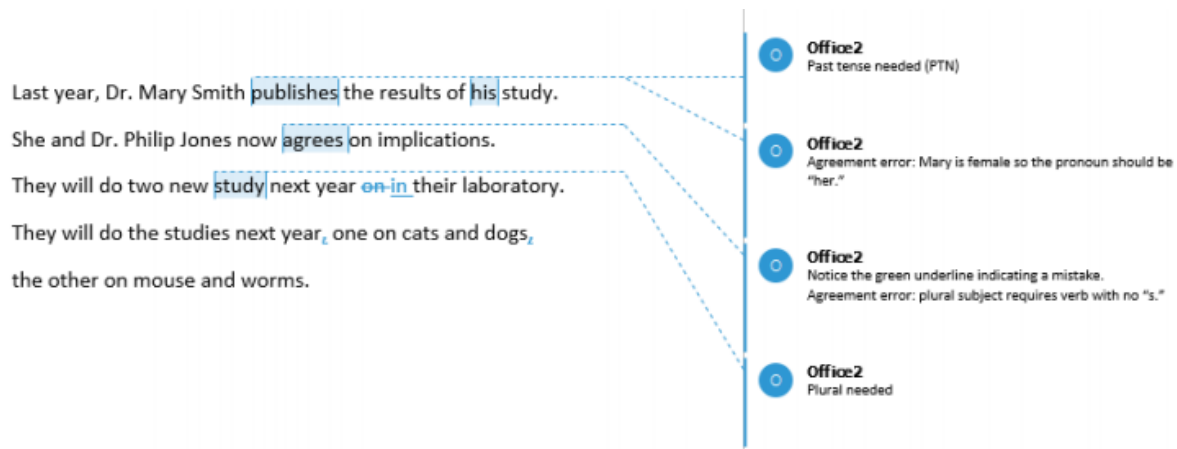 Last year, Dr. Mary Smith publishes the results of his study.
She and Dr. Philip Jones now agrees on implications.
They will do two new study next year on in their laboratory.
They will do the studies next year, one on cats and dogs,
the other on mouse and worms.
O
Office2
Past tense needed (PTN)
O
Office2
Agreement error: Mary is female so the pronoun should be
"her."
O
Office2
Notice the green underline indicating a mistake.
Agreement error: plural subject requires verb with no "s."
O
Office2
Plural needed